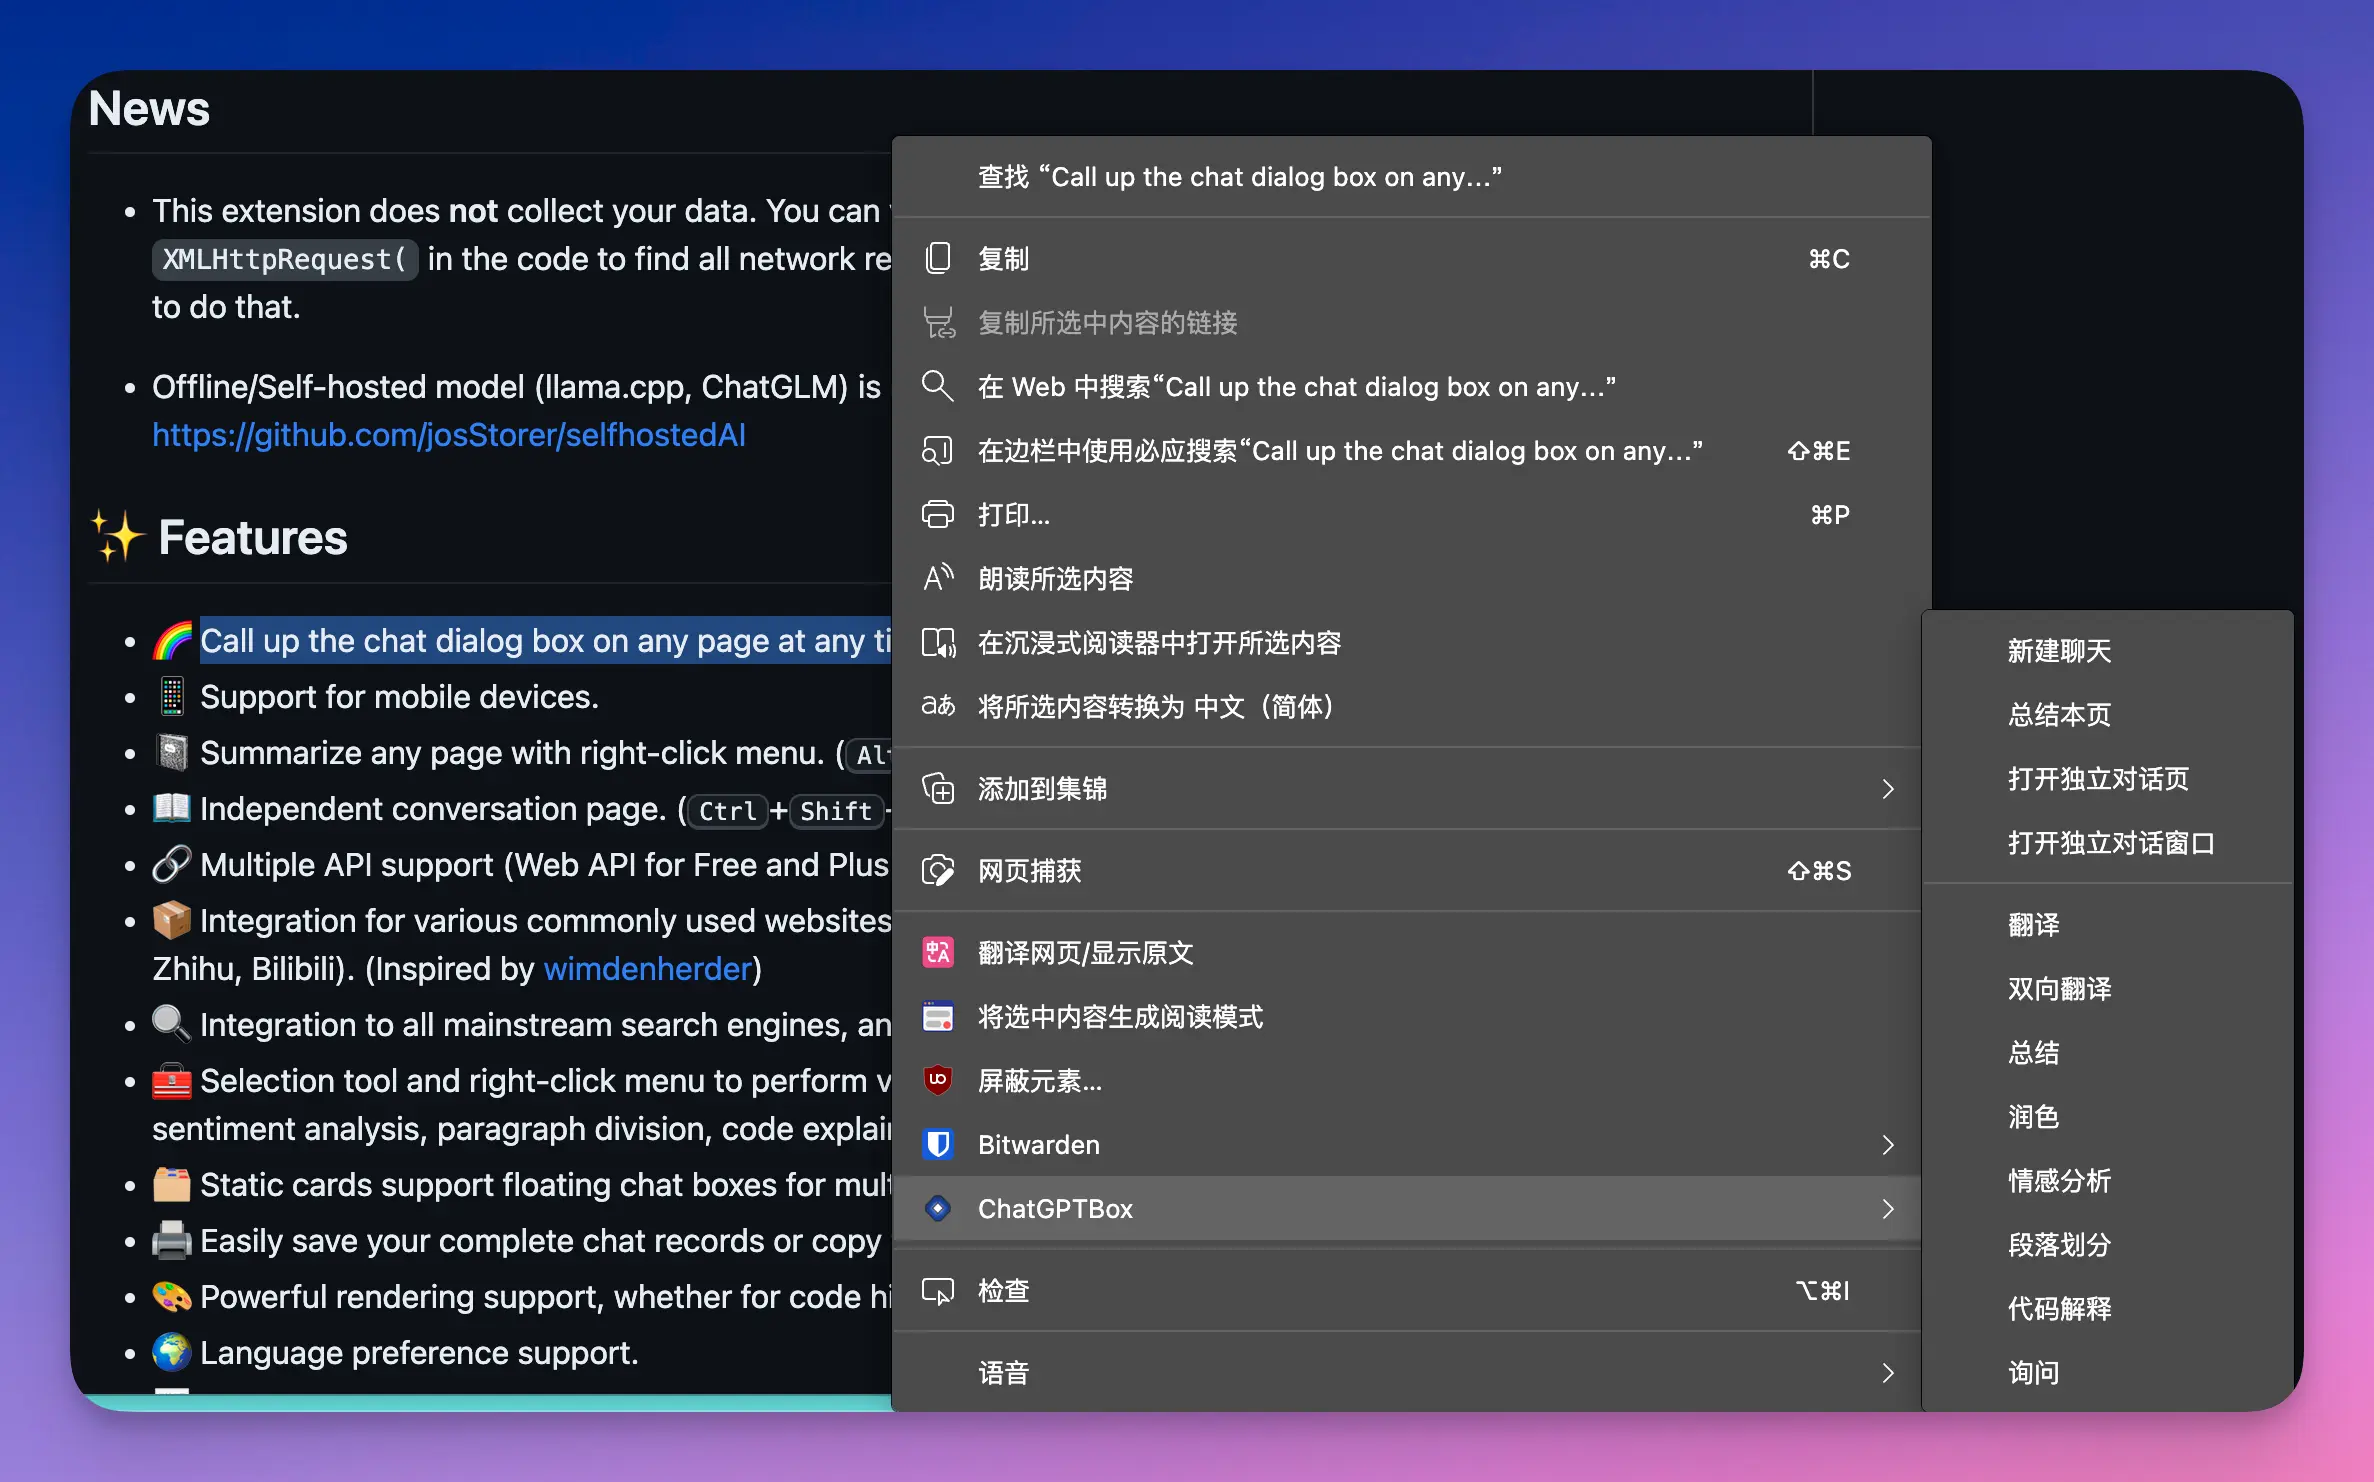 News
This extension does not collect your data. You can
XMLHttpRequest( in the code to find all network re
to do that.
Offline/Self-hosted model (llama.cpp, ChatGLM) is
https://github.com/josStorer/selfhostedAI
✨ Features
🌈 Call up the chat dialog box on any page at any ti
📱 Support for mobile devices.
📓 Summarize any page with right-click menu. (Alt
📖 Independent conversation page. (Ctrl+Shift+
🔗 Multiple API support (Web API for Free and Plus
📦 Integration for various commonly used websites
Zhihu, Bilibili). (Inspired by wimdenherder)
🔍 Integration to all mainstream search engines, an
🧰 Selection tool and right-click menu to perform v
sentiment analysis, paragraph division, code explain
🗂️ Static cards support floating chat boxes for mult
🖨️ Easily save your complete chat records or copy
🎨 Powerful rendering support, whether for code hi
🌍 Language preference support.
查找 “Call up the chat dialog box on any...”
复制 ⌘C
复制所选中内容的链接
在 Web 中搜索“Call up the chat dialog box on any...”
在边栏中使用必应搜索“Call up the chat dialog box on any...” ⇧⌘E
打印... ⌘P
朗读所选内容
在沉浸式阅读器中打开所选内容
将所选内容转换为 中文（简体）
添加到集锦
网页捕获 ⇧⌘S
翻译网页/显示原文
将选中内容生成阅读模式
屏蔽元素...
Bitwarden
ChatGPTBox
检查 ⌥⌘I
语音
新建聊天
总结本页
打开独立对话页
打开独立对话窗口
翻译
双向翻译
总结
润色
情感分析
段落划分
代码解释
询问